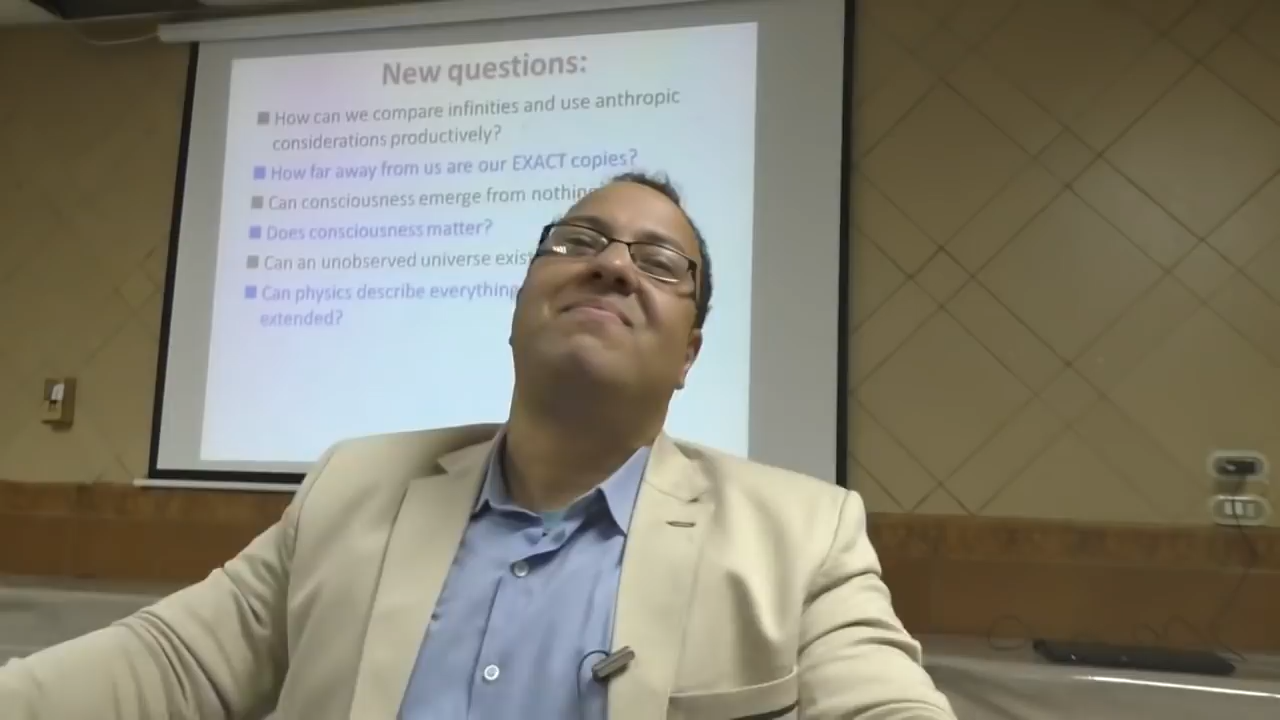 New questions:
How can we compare infinities and use anthropic
considerations productively?
How far away from us are our EXACT copies?
Can consciousness emerge from nothing
Does consciousness matter?
Can an unobserved universe
Can physics describe everything
extended?